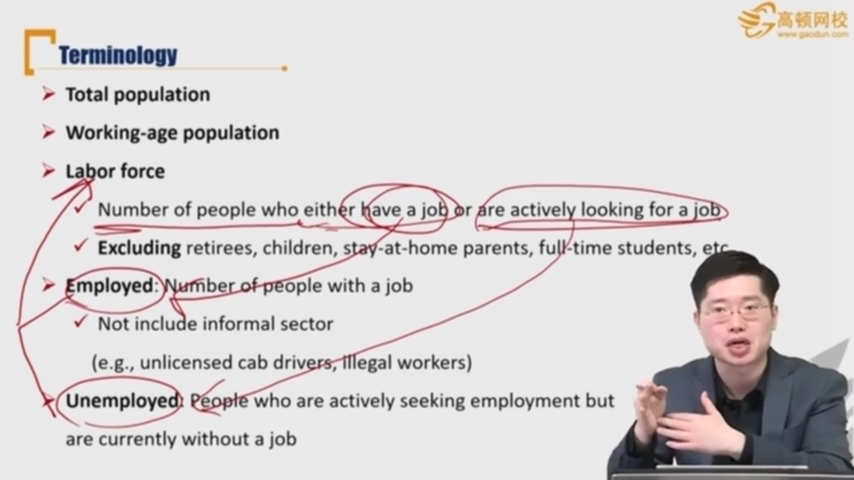 高顿网校
www.gaodun.com
Terminology
Total population
Working-age population
Labor force
Number of people who either have a job or are actively looking for a job
Excluding retirees, children, stay-at-home parents, full-time students, etc
Employed: Number of people with a job
Not include informal sector
(e.g., unlicensed cab drivers, illegal workers)
Unemployed: People who are actively seeking employment but
are currently without a job